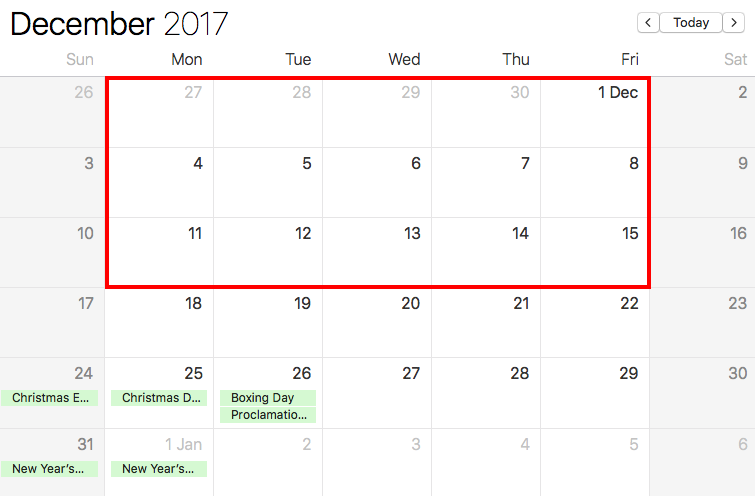 December 2017
< Today >
Sun Mon Tue Wed Thu Fri Sat
26 27 28 29 30 1 Dec 2
3 4 5 6 7 8 9
10 11 12 13 14 15 16
17 18 19 20 21 22 23
24 25 26 27 28 29 30
Christmas E... Christmas D... Boxing Day
Proclamatio...
31 1 Jan 2 3 4 5 6
New Year's... New Year's...